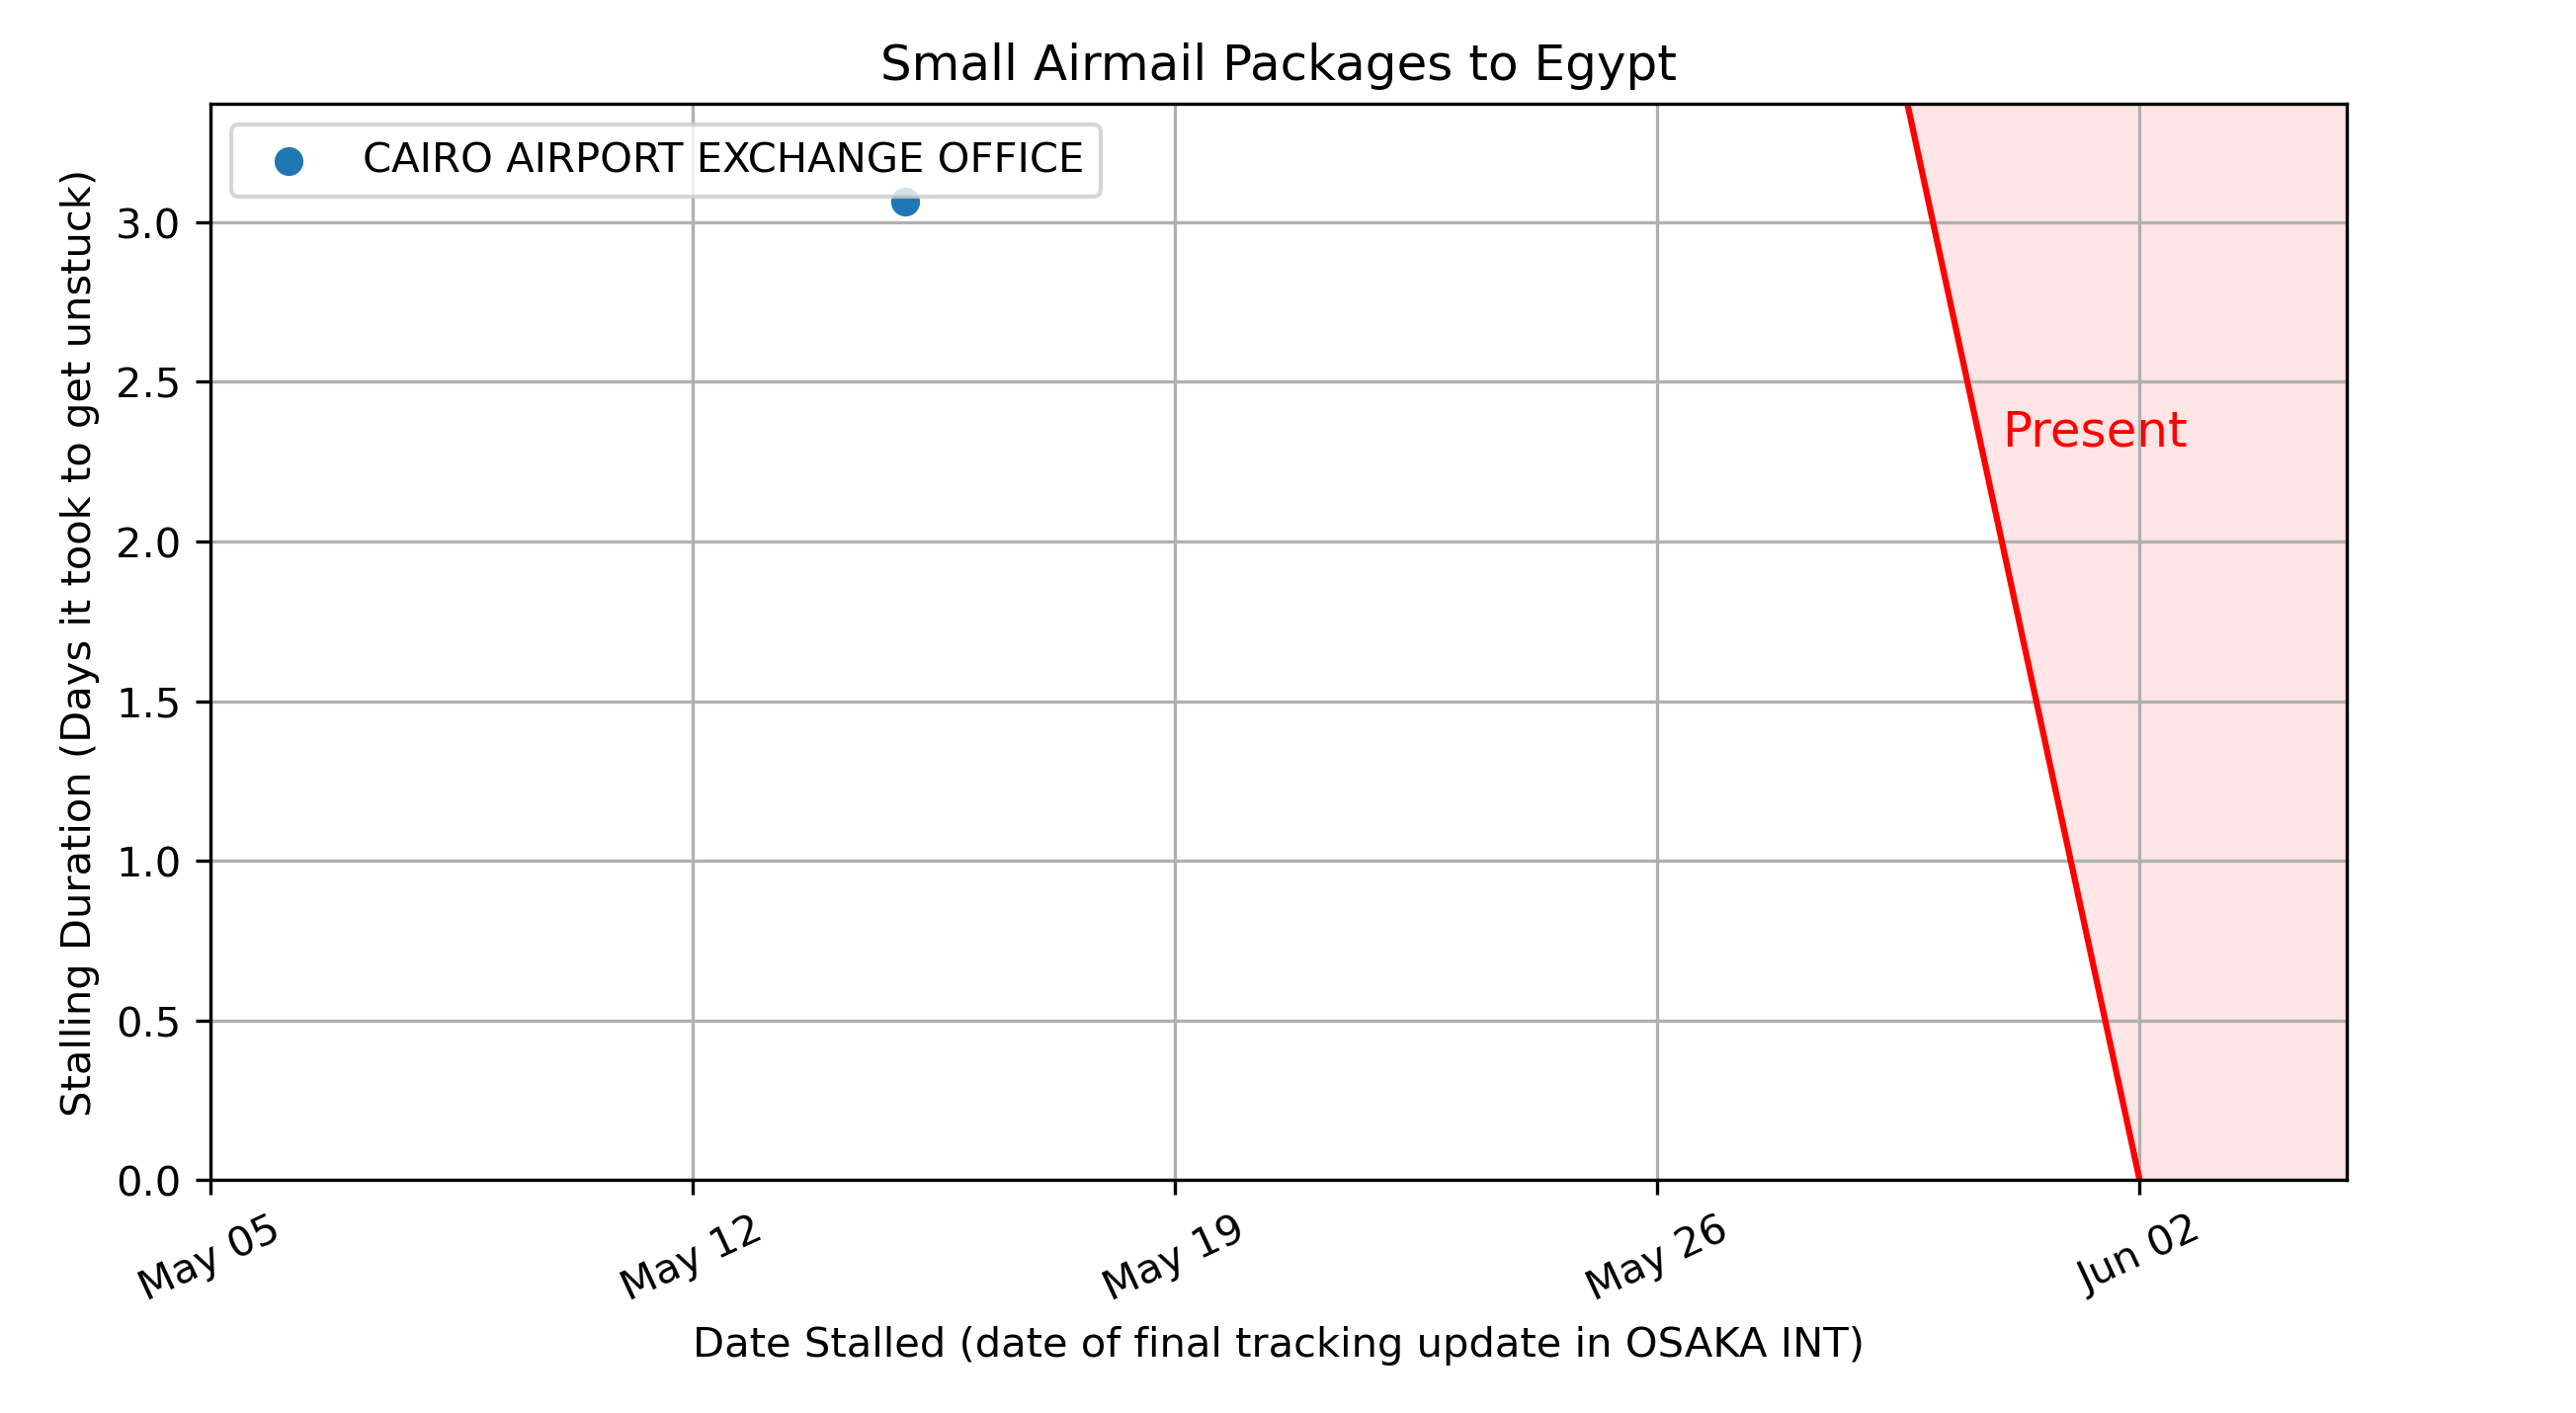 Small Airmail Packages to Egypt
CAIRO AIRPORT EXCHANGE OFFICE
Stalling Duration (Days it took to get unstuck)
3.0
2.5
2.0
1.5
1.0
0.5
0.0
Present
May 05
May 12
May 19
May 26
Jun 02
Date Stalled (date of final tracking update in OSAKA INT)